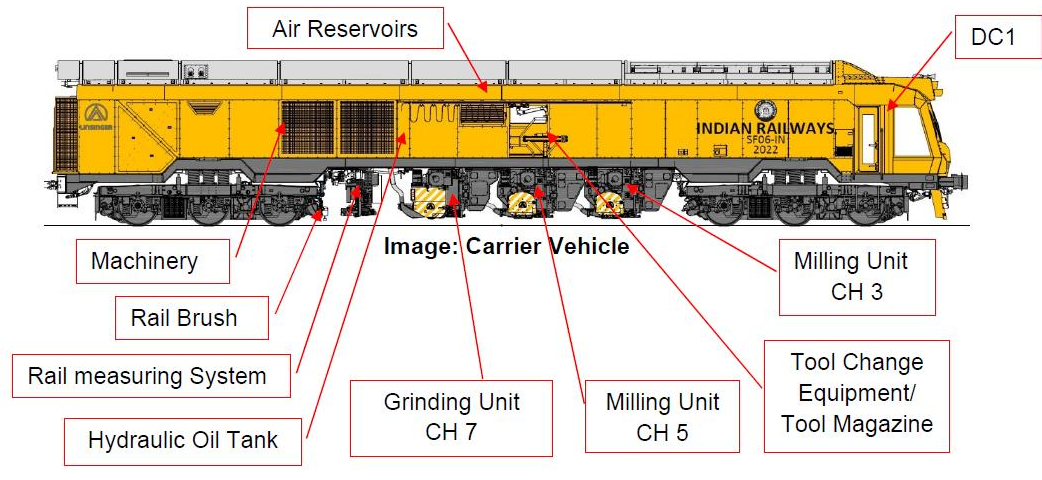 Air Reservoirs
DC1
LINSINGER
INDIAN RAILWAYS
SF06-IN
2022
Image: Carrier Vehicle
Machinery
Milling Unit
CH 3
Rail Brush
Rail measuring System
Tool Change
Equipment/
Tool Magazine
Grinding Unit
CH 7
Milling Unit
CH 5
Hydraulic Oil Tank